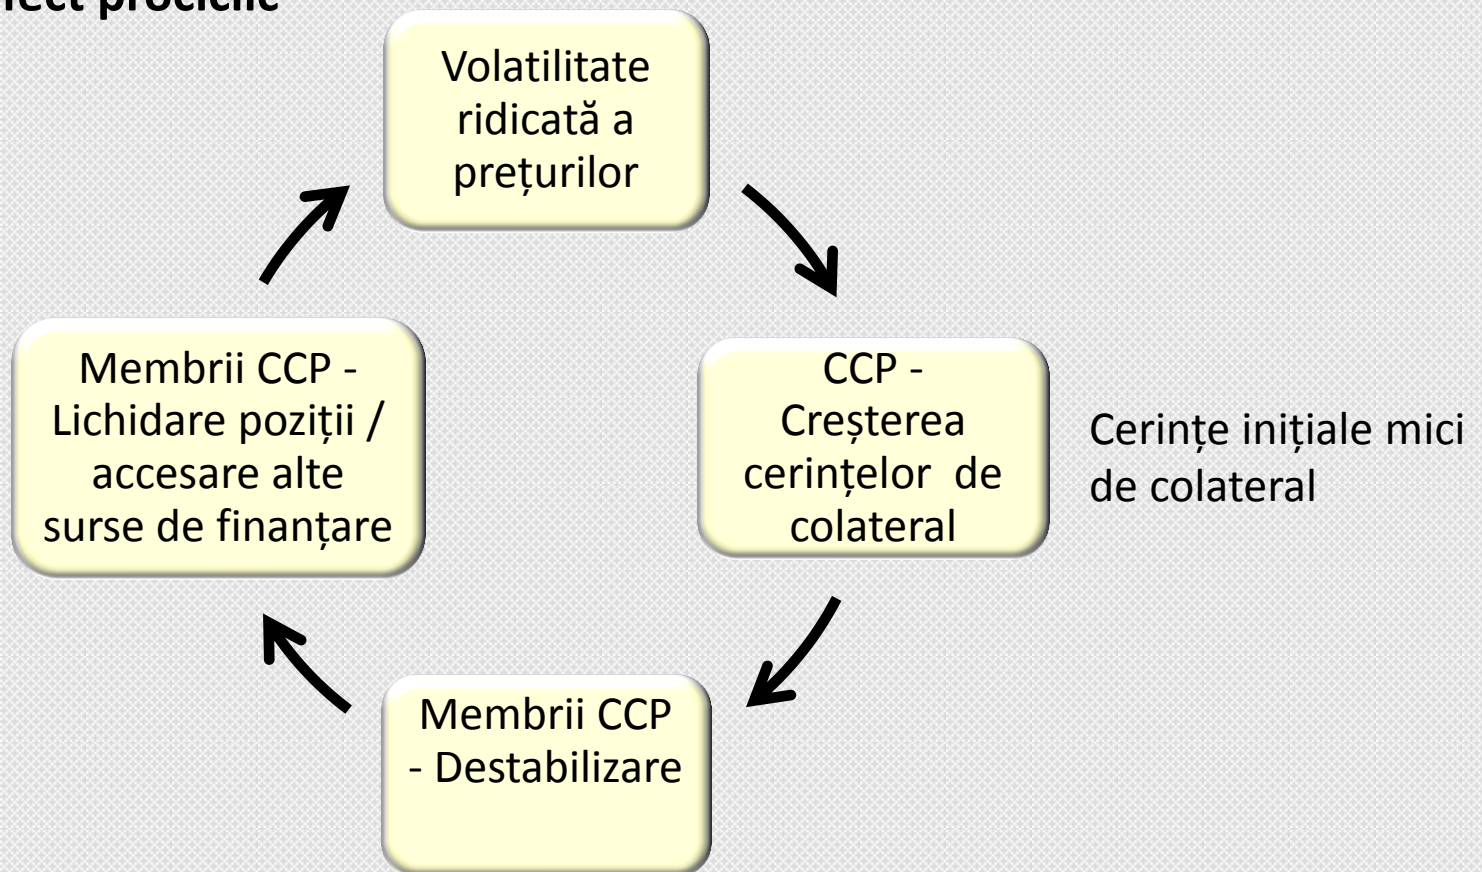 prociclic
Volatilitate
ridicată a
prețurilor
Membrii CCP -
Lichidare poziții /
accesare alte
surse de finanțare
CCP -
Creșterea
cerințelor de
colateral
Cerințe inițiale mici
de colateral
Membrii CCP
- Destabilizare